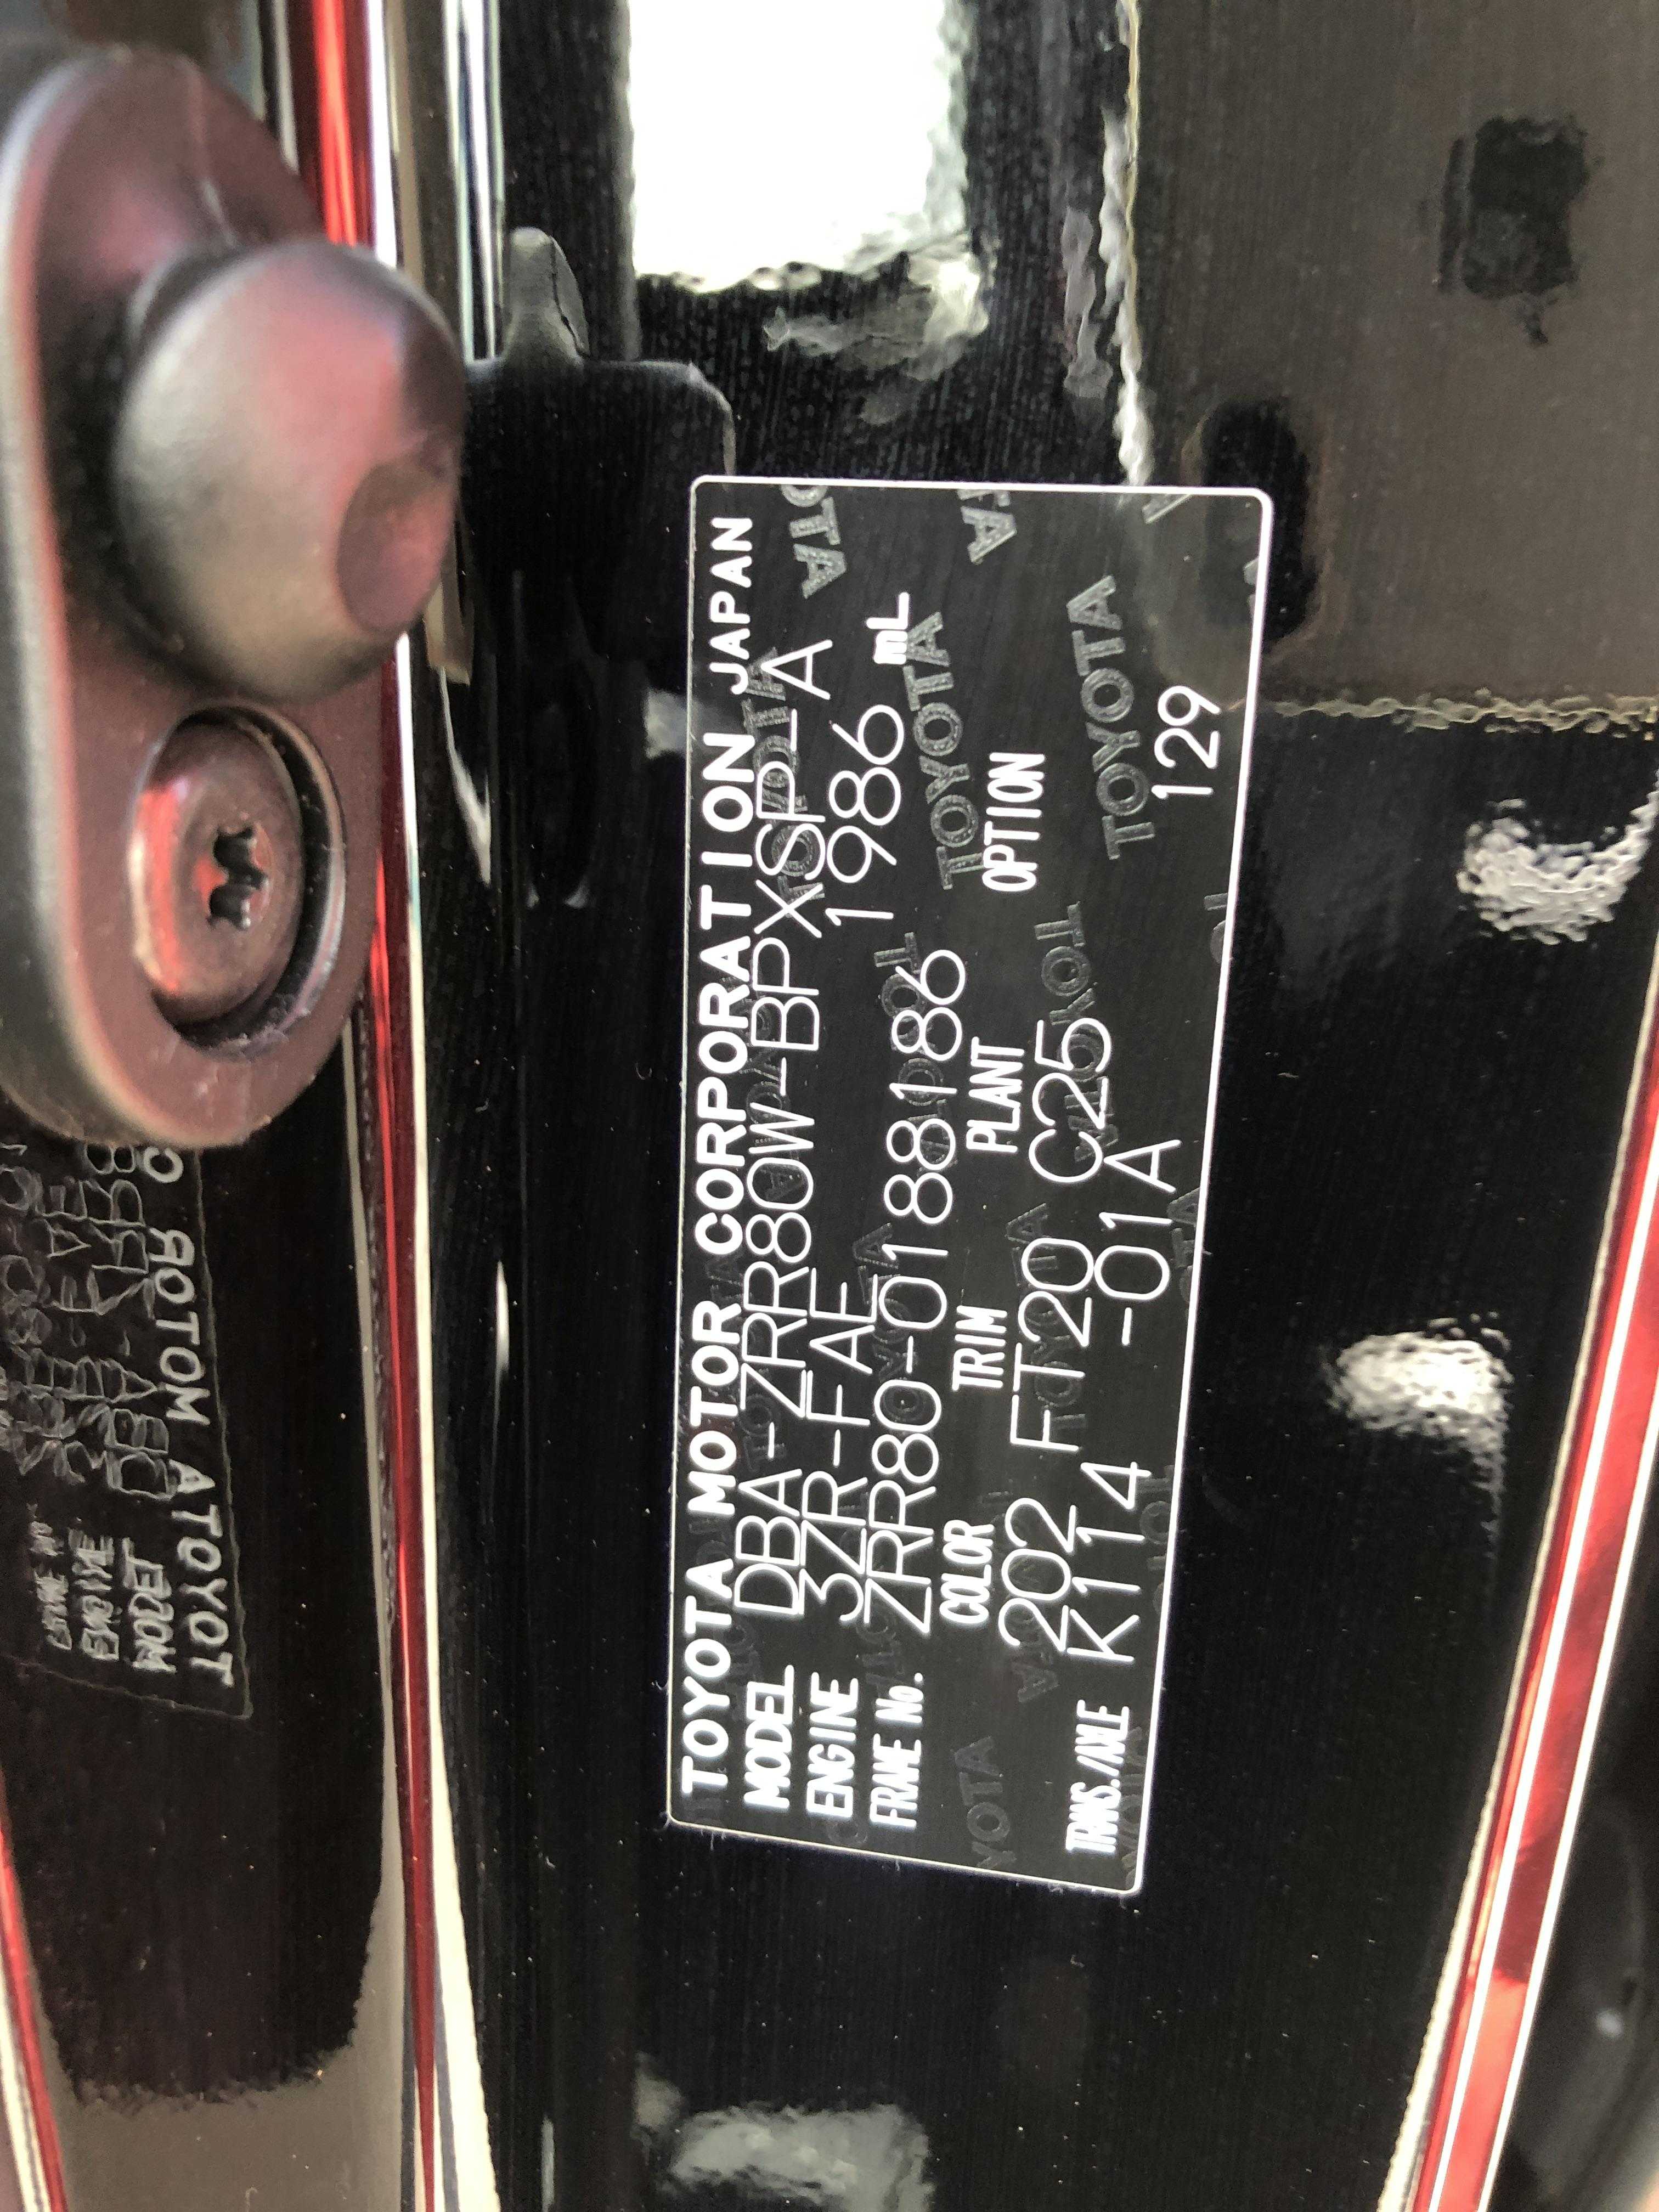 TOYOTA MOTOR CORPORATION JAPAN
MODEL DBA-ZRR80W-BPXSP-A
ENGINE 3ZR-FAE 1986 mL
FRAME No. ZRR80-0188186
COLOR TRIM PLANT OPTION
202 FT20 C25
TRANS./AXLE K114 -01A 129